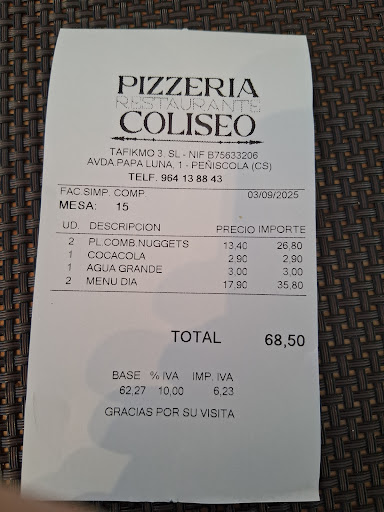 PIZZERIA
RESTAURANTE
COLISEO
TAFIKMO 3, SL - NIF B75633206
AVDA.PAPA LUNA, 1 - PEÑISCOLA (CS)
TELF. 964 13 88 43
FAC.SIMP. COMP 03/09/2025
MESA: 15
UD. DESCRIPCION PRECIO IMPORTE
2 PL.COMB.NUGGETS 13,40 26,80
1 COCACOLA 2,90 2,90
1 AGUA GRANDE 3,00 3,00
2 MENU DIA 17,90 35,80
TOTAL 68,50
BASE % IVA IMP. IVA
62,27 10,00 6,23
GRACIAS POR SU VISITA